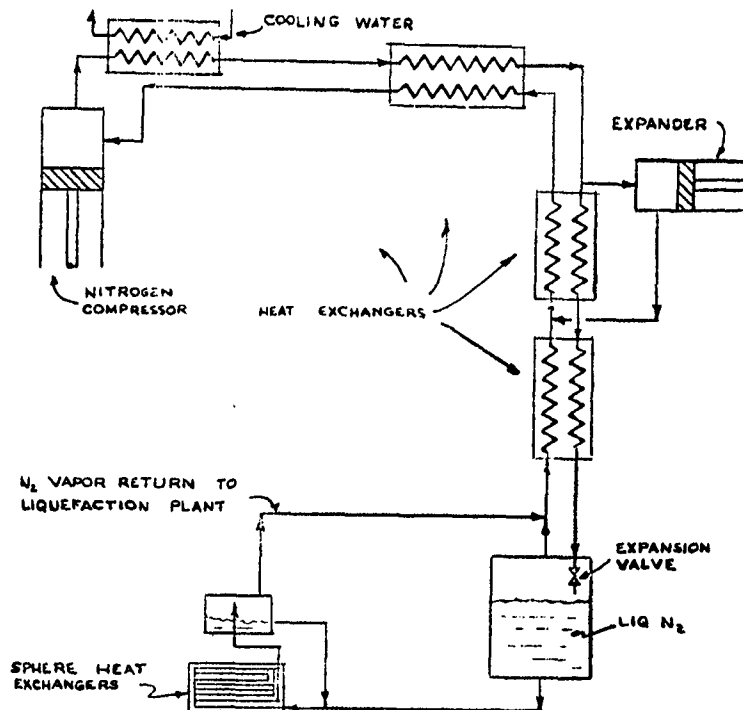 COOLING WATER
EXPANDER
NITROGEN
COMPRESSOR
HEAT EXCHANGERS
N2 VAPOR RETURN TO
LIQUEFACTION PLANT
EXPANSION
VALVE
LIQ N2
SPHERE HEAT
EXCHANGERS